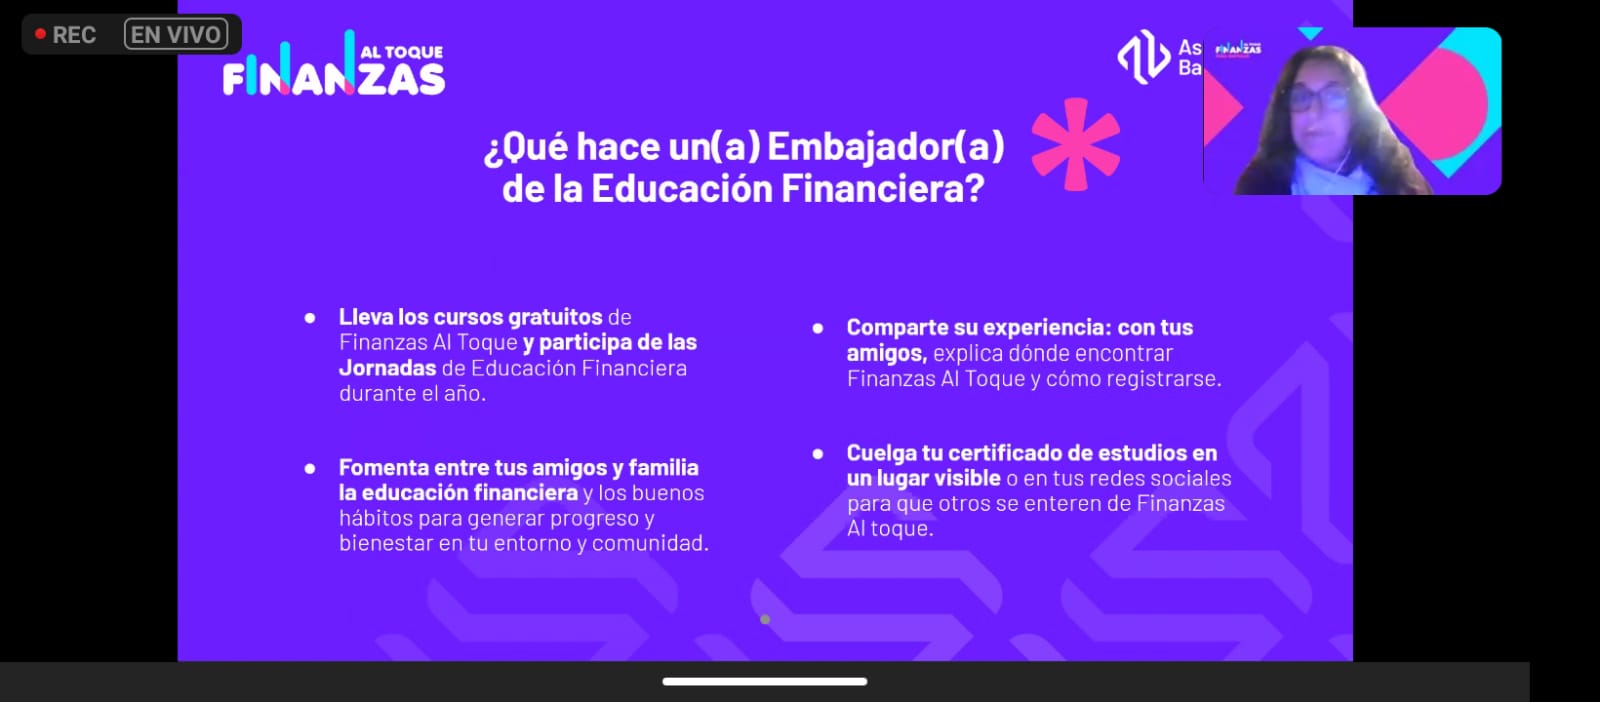 REC
EN VIVO
AL TOQUE
FINANZAS
As
Ba
¿Qué hace un(a) Embajador(a)
de la Educación Financiera?
Lleva los cursos gratuitos de
Finanzas Al Toque y participa de las
Jornadas de Educación Financiera
durante el año.
Fomenta entre tus amigos y familia
la educación financiera y los buenos
hábitos para generar progreso y
bienestar en tu entorno y comunidad.
Comparte su experiencia: con tus
amigos, explica dónde encontrar
Finanzas Al Toque y cómo registrarse.
Cuelga tu certificado de estudios en
un lugar visible o en tus redes sociales
para que otros se enteren de Finanzas
Al toque.
FINANZAS